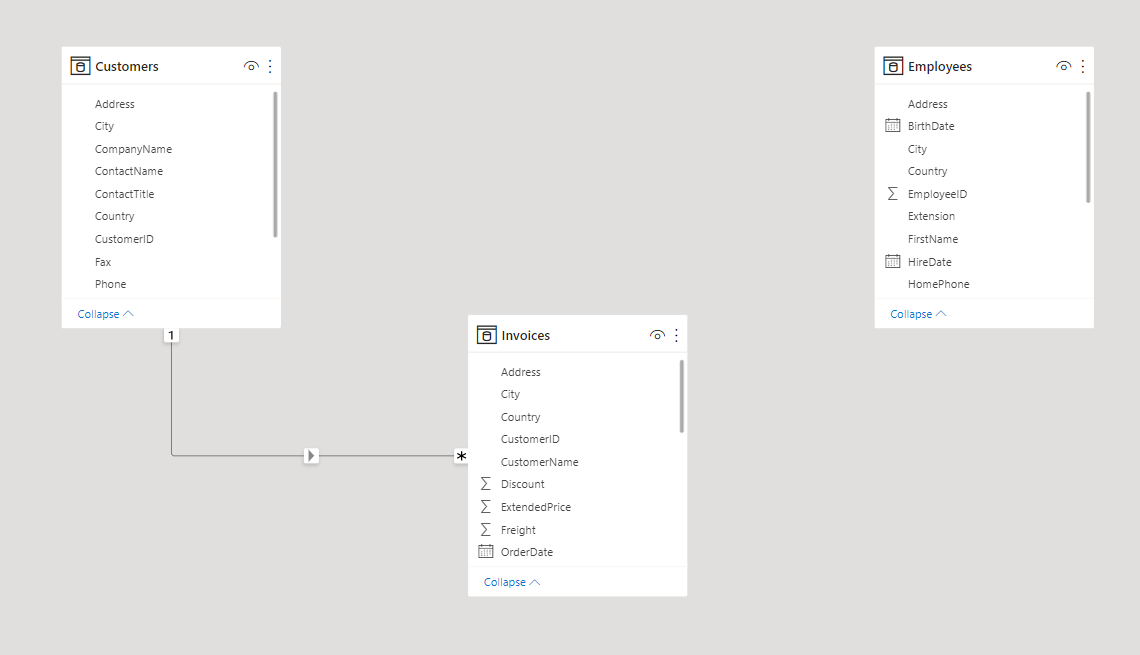 Customers
Address
City
CompanyName
ContactName
ContactTitle
Country
CustomerID
Fax
Phone
Collapse
1
*
Invoices
Address
City
Country
CustomerID
CustomerName
Discount
ExtendedPrice
Freight
OrderDate
Collapse
Employees
Address
BirthDate
City
Country
EmployeeID
Extension
FirstName
HireDate
HomePhone
Collapse